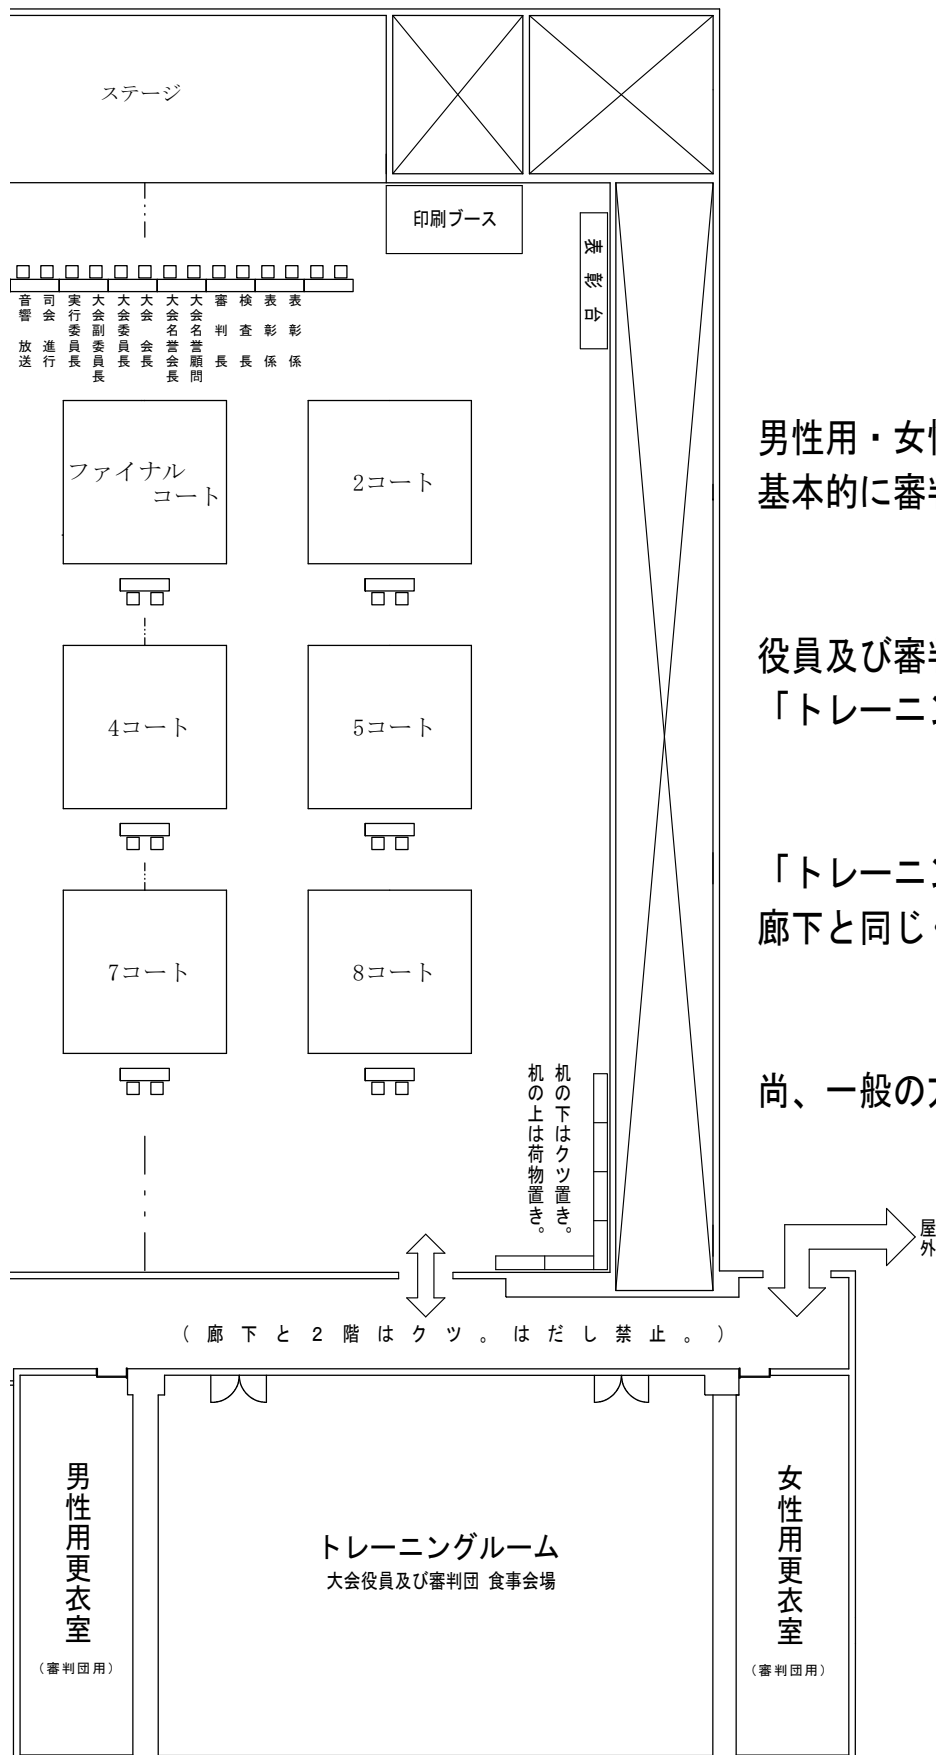 ステージ
印刷ブース
表彰台
音響 放送
司会 進行
実行委員長
大会副委員長
大会委員長
大会 会長
大会名誉会長
大会名誉顧問
審判長
検査長
表彰係
表彰係
ファイナル
コート
2コート
男性用・女
基本的に審
役員及び審
4コート
5コート
「トレーニ
「トレーニ
廊下と同じ
7コート
8コート
机の下はクツ置き。
机の上は荷物置き。
尚、一般の
屋外
(廊下と2階はクツ。はだし禁止。)
男性用更衣室
(審判団用)
トレーニングルーム
大会役員及び審判団 食事会場
女性用更衣室
(審判団用)